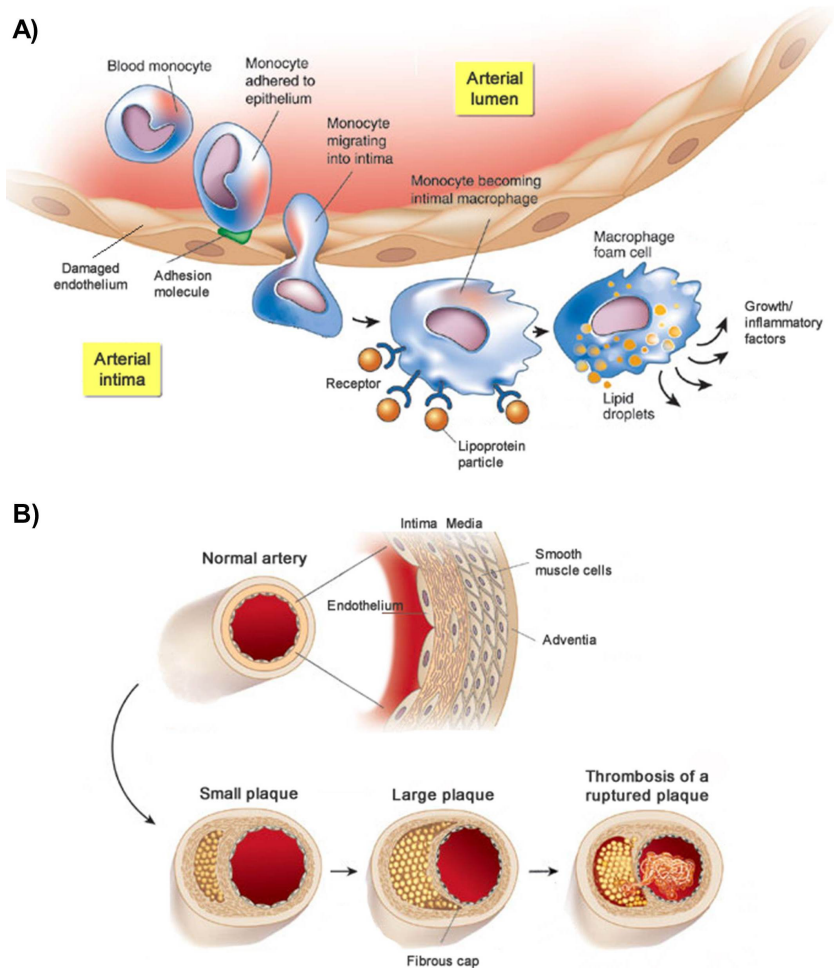 A)
Blood monocyte
Monocyte
adhered to
epithelium
Arterial
lumen
Monocyte
migrating
into intima
Monocyte becoming
intimal macrophage
Damaged
endothelium
Adhesion
molecule
Macrophage
foam cell
Growth/
inflammatory
factors
Arterial
intima
Receptor
Lipid
droplets
Lipoprotein
particle
B)
Intima Media
Normal artery
Smooth
muscle cells
Endothelium
Adventia
Small plaque
Large plaque
Thrombosis of a
ruptured plaque
Fibrous cap